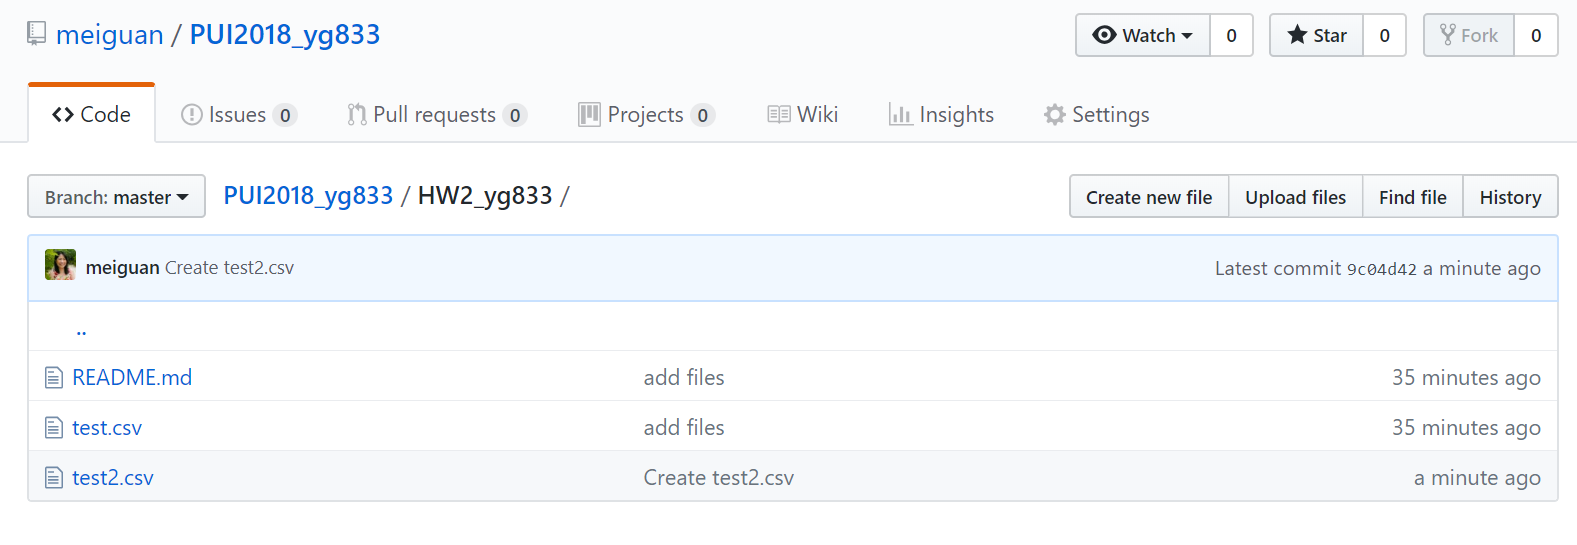 meiguan / PUI2018_yg833
Watch 0 Star 0 Fork 0
Code Issues 0 Pull requests 0 Projects 0 Wiki Insights Settings
Branch: master PUI2018_yg833 / HW2_yg833 / Create new file Upload files Find file History
meiguan Create test2.csv Latest commit 9c04d42 a minute ago
..
README.md add files 35 minutes ago
test.csv add files 35 minutes ago
test2.csv Create test2.csv a minute ago